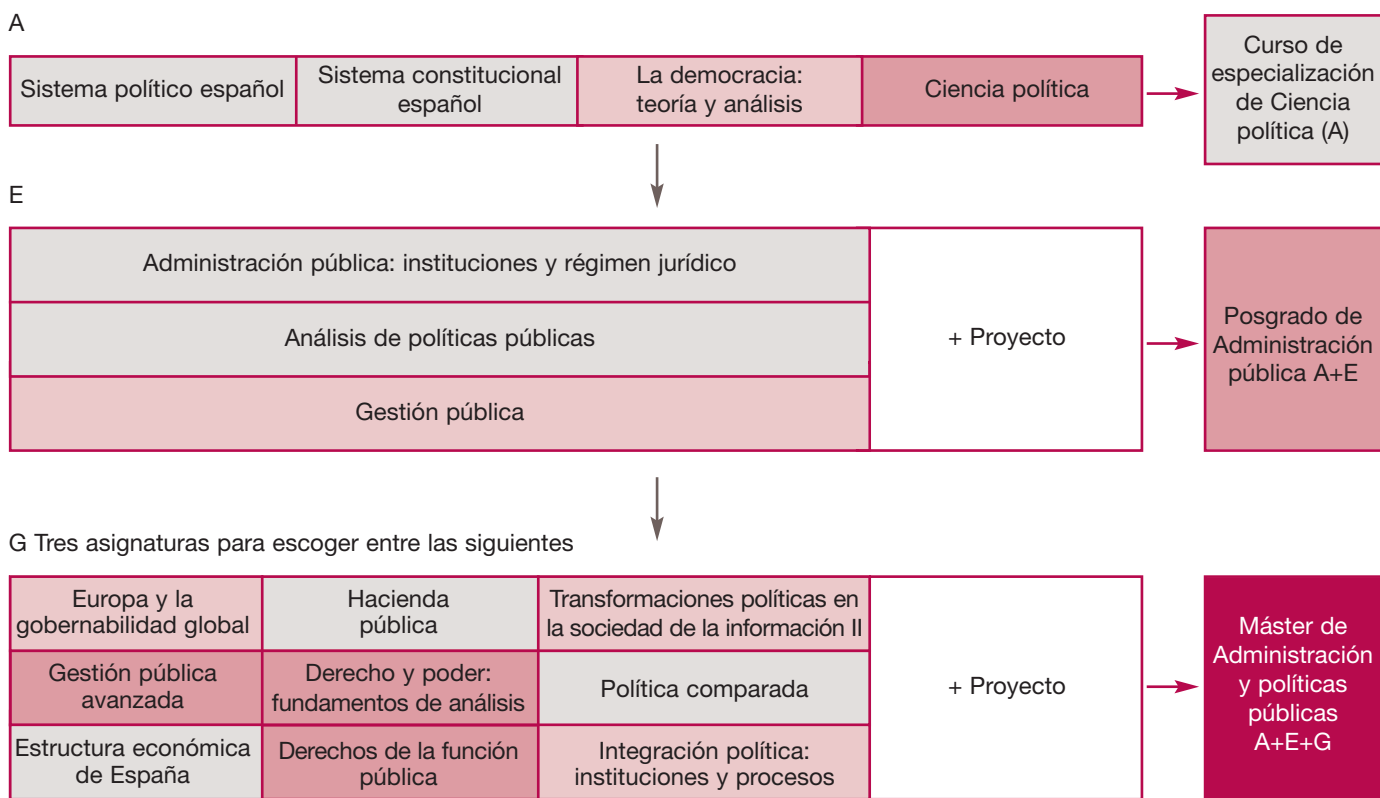 A
Sistema político español
Sistema constitucional
español
La democracia:
teoría y análisis
Ciencia política
Curso de
especialización
de Ciencia
política (A)
E
Administración pública: instituciones y régimen jurídico
Análisis de políticas públicas
Gestión pública
+ Proyecto
Posgrado de
Administración
pública A+E
G Tres asignaturas para escoger entre las siguientes
Europa y la
gobernabilidad global
Hacienda
pública
Transformaciones políticas en
la sociedad de la información II
Gestión pública
avanzada
Derecho y poder:
fundamentos de análisis
Política comparada
Estructura económica
de España
Derechos de la función
pública
Integración política:
instituciones y procesos
+ Proyecto
Máster de
Administración
y políticas
públicas
A+E+G